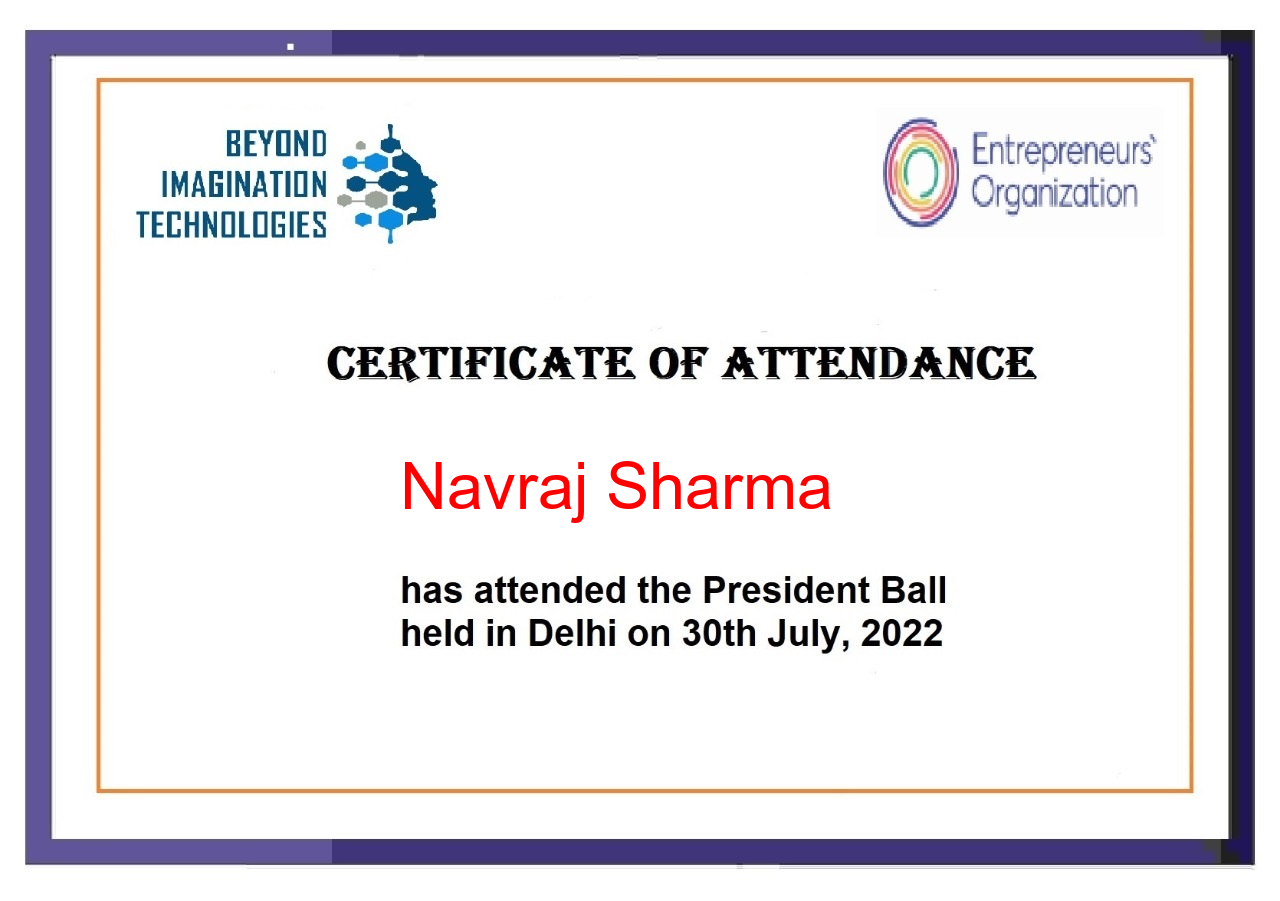 BEYOND
IMAGINATION
TECHNOLOGIES
Entrepreneurs`
Organization
CERTIFICATE OF ATTENDANCE
Navraj Sharma
has attended the President Ball
held in Delhi on 30th July, 2022